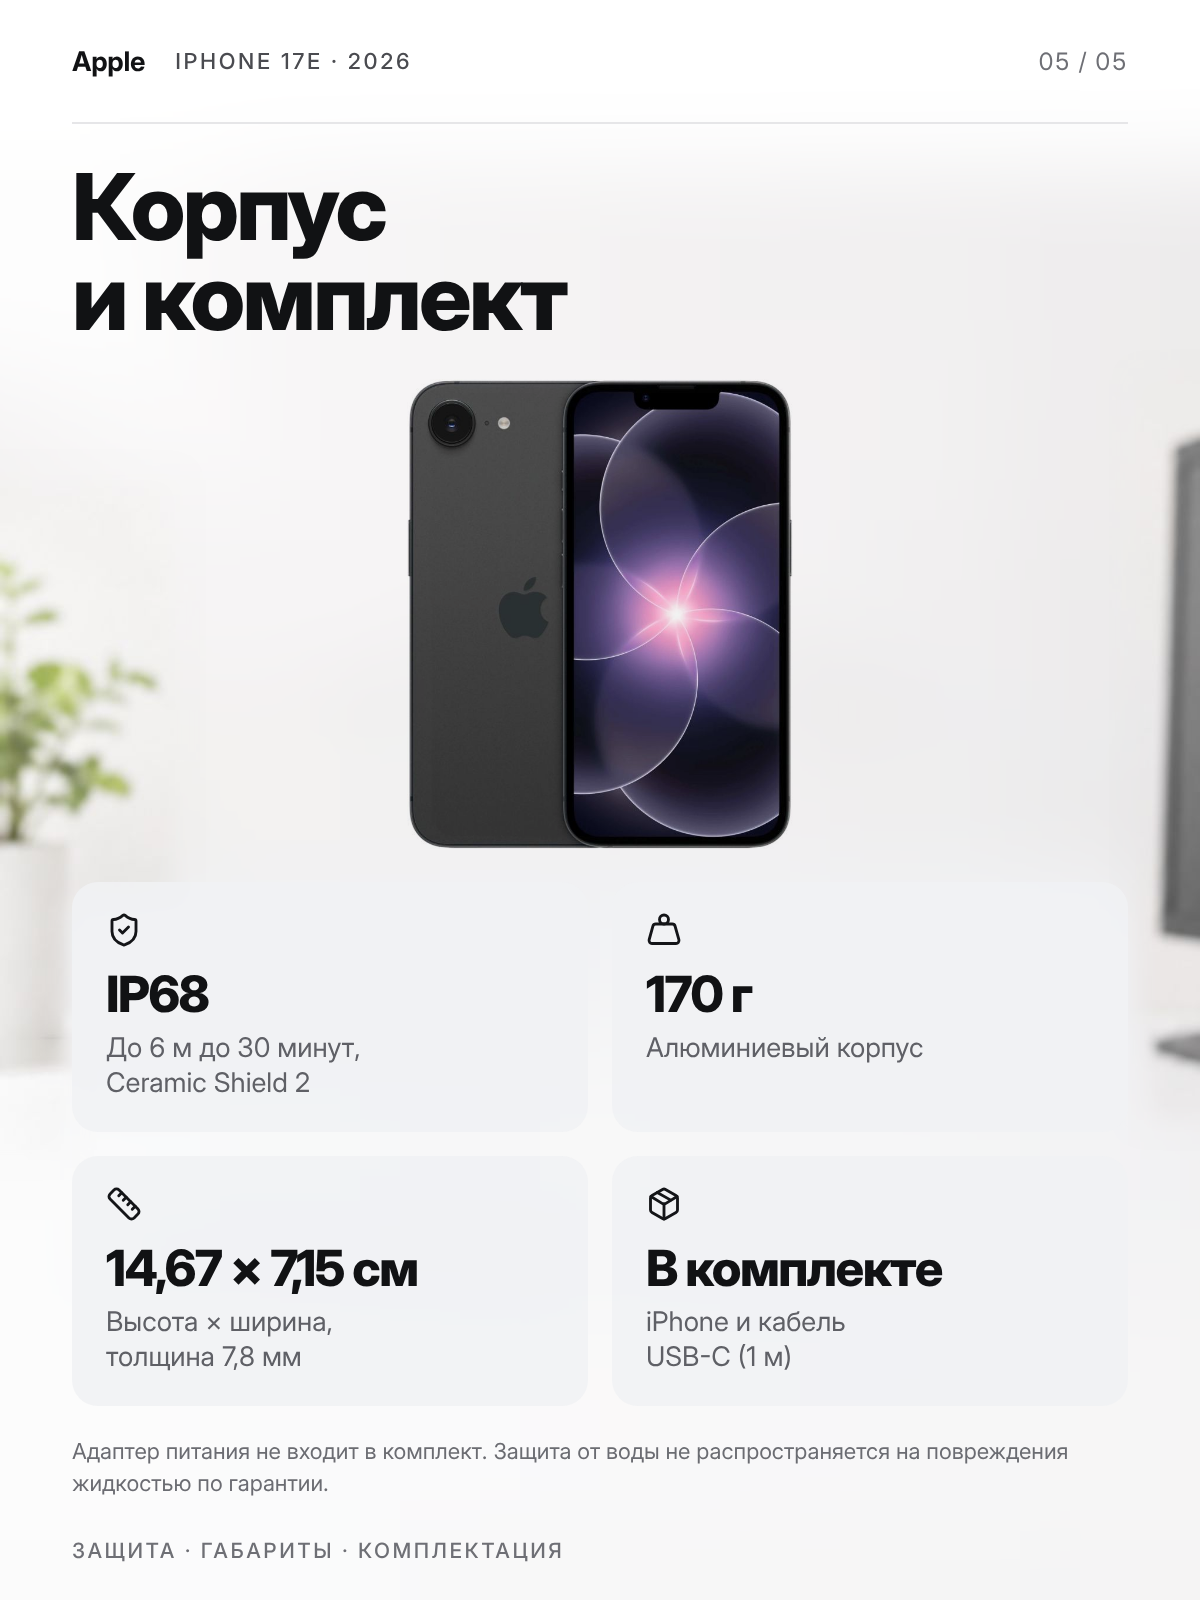 Apple IPHONE 17E · 2026 05 / 05
Корпус
и комплект
IP68
До 6 м до 30 минут,
Ceramic Shield 2
170 г
Алюминиевый корпус
14,67 × 7,15 см
Высота × ширина,
толщина 7,8 мм
В комплекте
iPhone и кабель
USB-C (1 м)
Адаптер питания не входит в комплект. Защита от воды не распространяется на повреждения
жидкостью по гарантии.
ЗАЩИТА · ГАБАРИТЫ · КОМПЛЕКТАЦИЯ